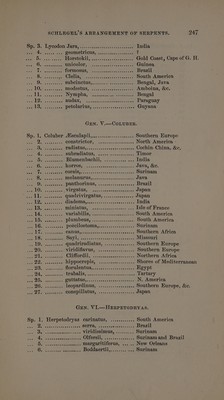 SCHLEGEL'S ARRANGEMENT OF SERPENTS. 247
Sp. 3. Lycodon Jara, India
... 4. ...... geometricus, ?
... 5. ...... Horstokii, Gold Coast, Cape of G. H.
... 6. ...... unicolor, Guinea
... 7. ...... formosus, Brazil
... 8. ...... Clelia, South America
... 9. ...... subcinctus, Bengal, Java
... 10. ...... modestus, Amboina, &c.
... 11. ...... Nympha, Bengal
... 12. ...... nudus, Paraguay
... 13. ...... petolarius, Guyana
GEN. V.—COLUBER.
Sp. 1. Coluber Æsculapii, Southern Europe
... 2. ...... constrictor, North America
... 3. ...... radiatus, Cochin China, &c.
... 4. ...... subradiatus, Timor
... 5. ...... Blumenbachii, India
... 6. ...... korros, Java, &c.
... 7. ...... corais, Surinam
... 8. ...... melanurus, Java
... 9. ...... pantherinus, Brazil
... 10. ...... virgatus, Japan
... 11. ...... quadrivirgatus, Japan
... 12. ...... diadema, India
... 13. ...... miniatus, Isle of France
... 14. ...... variabilis, South America
... 15. ...... plumbeus, South America
... 16. ...... pœcilostoma, Surinam
... 17. ...... canus, Southern Africa
... 18. ...... Sayi, Missouri
... 19. ...... quadrilineatus, Southern Europe
... 20. ...... viridiflavus, Southern Europe
... 21. ...... Cliffordii, Northern Africa
... 22. ...... hippocrepis, Shores of Mediterranean
... 23. ...... florulentus, Egypt
... 24. ...... trabalis, Tartary
... 25. ...... guttatus, N. America
... 26. ...... leopardinus, Southern Europe, &c.
... 27. ...... conspillatus, Japan
GEN. VI.—HERPETODRYAS.
Sp. 1. Herpetodryas carinatus, South America
... 2. ...... serra, Brazil
... 3. ...... viridissimus, Surinam
... 4. ...... Olfersii, Surinam and Brazil
... 5. ...... margaritiferus, New Orleans
... 6. ...... Boddaertii, Surinam